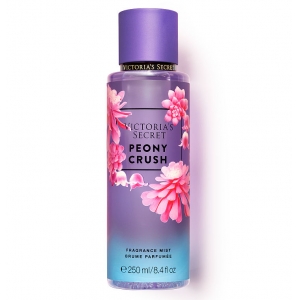 VICTORIA'S SECRET
VICTORIA'S
SECRET
PEONY
CRUSH
FRAGRANCE MIST
BRUME PARFUMÉE
℮ 250 ml/8.4 fl oz